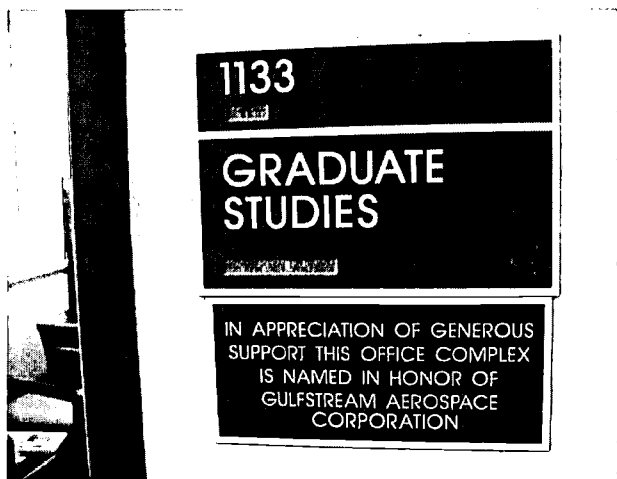 1133
GRADUATE
STUDIES
IN APPRECIATION OF GENEROUS
SUPPORT THIS OFFICE COMPLEX
IS NAMED IN HONOR OF
GULFSTREAM AEROSPACE
CORPORATION